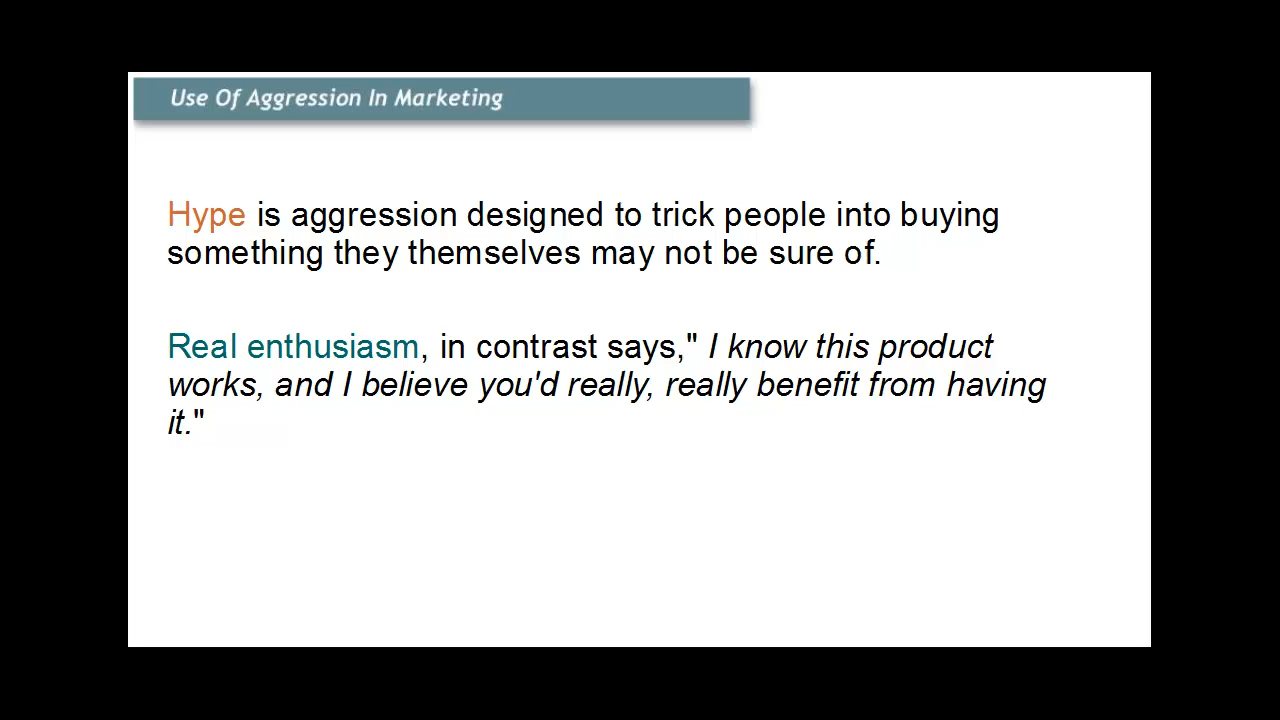 Use Of Aggression In Marketing
Hype is aggression designed to trick people into buying
something they themselves may not be sure of.
Real enthusiasm, in contrast says," I know this product
works, and I believe you'd really, really benefit from having
it."